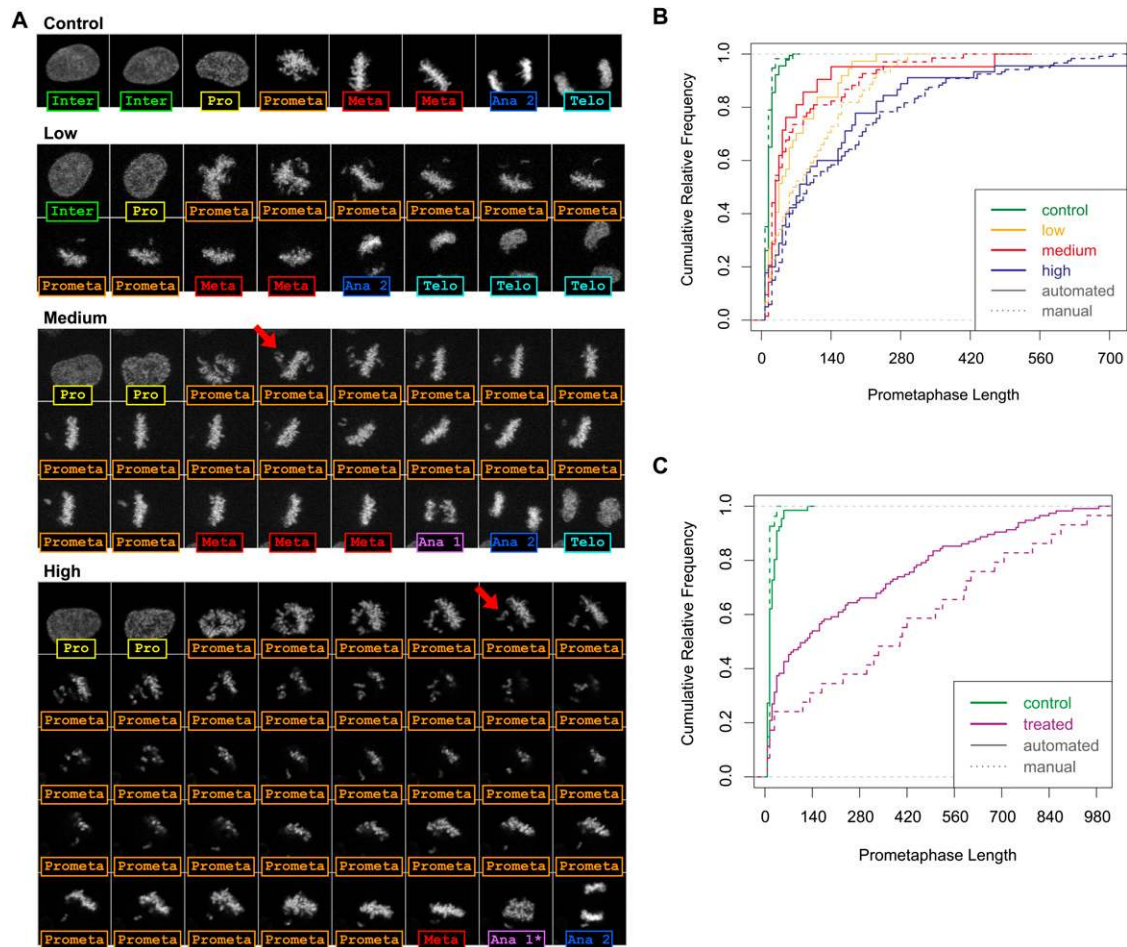 A
Control
Inter Inter Pro Prometa Meta Meta Ana 2 Telo
Low
Inter Pro Prometa Prometa Prometa Prometa Prometa Prometa
Prometa Prometa Meta Meta Ana 2 Telo Telo Telo
Medium
Pro Pro Prometa Prometa Prometa Prometa Prometa Prometa
Prometa Prometa Prometa Prometa Prometa Prometa Prometa Prometa
Prometa Prometa Meta Meta Meta Ana 1 Ana 2 Telo
High
Pro Pro Prometa Prometa Prometa Prometa Prometa Prometa
Prometa Prometa Prometa Prometa Prometa Prometa Prometa Prometa
Prometa Prometa Prometa Prometa Prometa Prometa Prometa Prometa
Prometa Prometa Prometa Prometa Prometa Prometa Prometa Prometa
Prometa Prometa Prometa Prometa Prometa Meta Ana 1* Ana 2
B
Cumulative Relative Frequency
1.0
0.8
0.6
0.4
0.2
0.0
control
low
medium
high
automated
manual
0 140 280 420 560 700
Prometaphase Length
C
Cumulative Relative Frequency
1.0
0.8
0.6
0.4
0.2
0.0
control
treated
automated
manual
0 140 280 420 560 700 840 980
Prometaphase Length